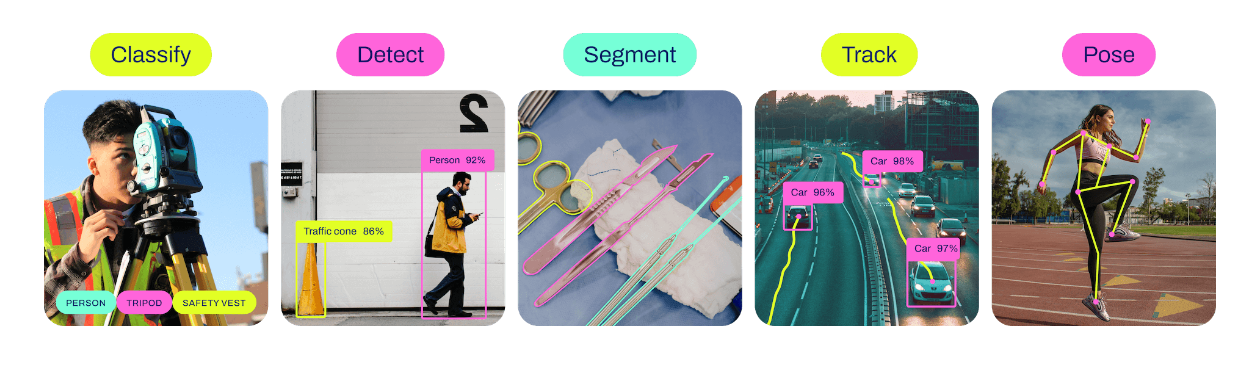 Classify
Detect
Segment
Track
Pose
PERSON
TRIPOD
SAFETY VEST
2
Person 92%
Traffic cone 86%
Car 98%
Car 96%
Car 97%